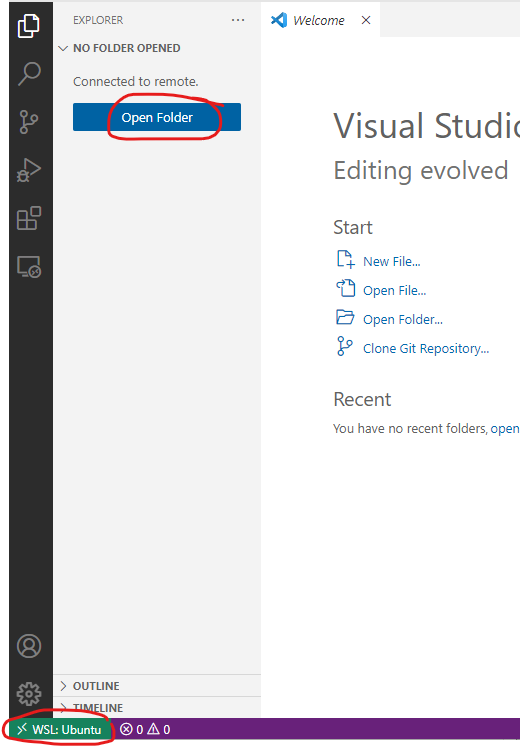 EXPLORER
Welcome
NO FOLDER OPENED
Connected to remote.
Open Folder
Visual Studio
Editing evolved
Start
New File...
Open File...
Open Folder...
Clone Git Repository...
Recent
You have no recent folders, open
OUTLINE
TIMELINE
WSL: Ubuntu
0 0